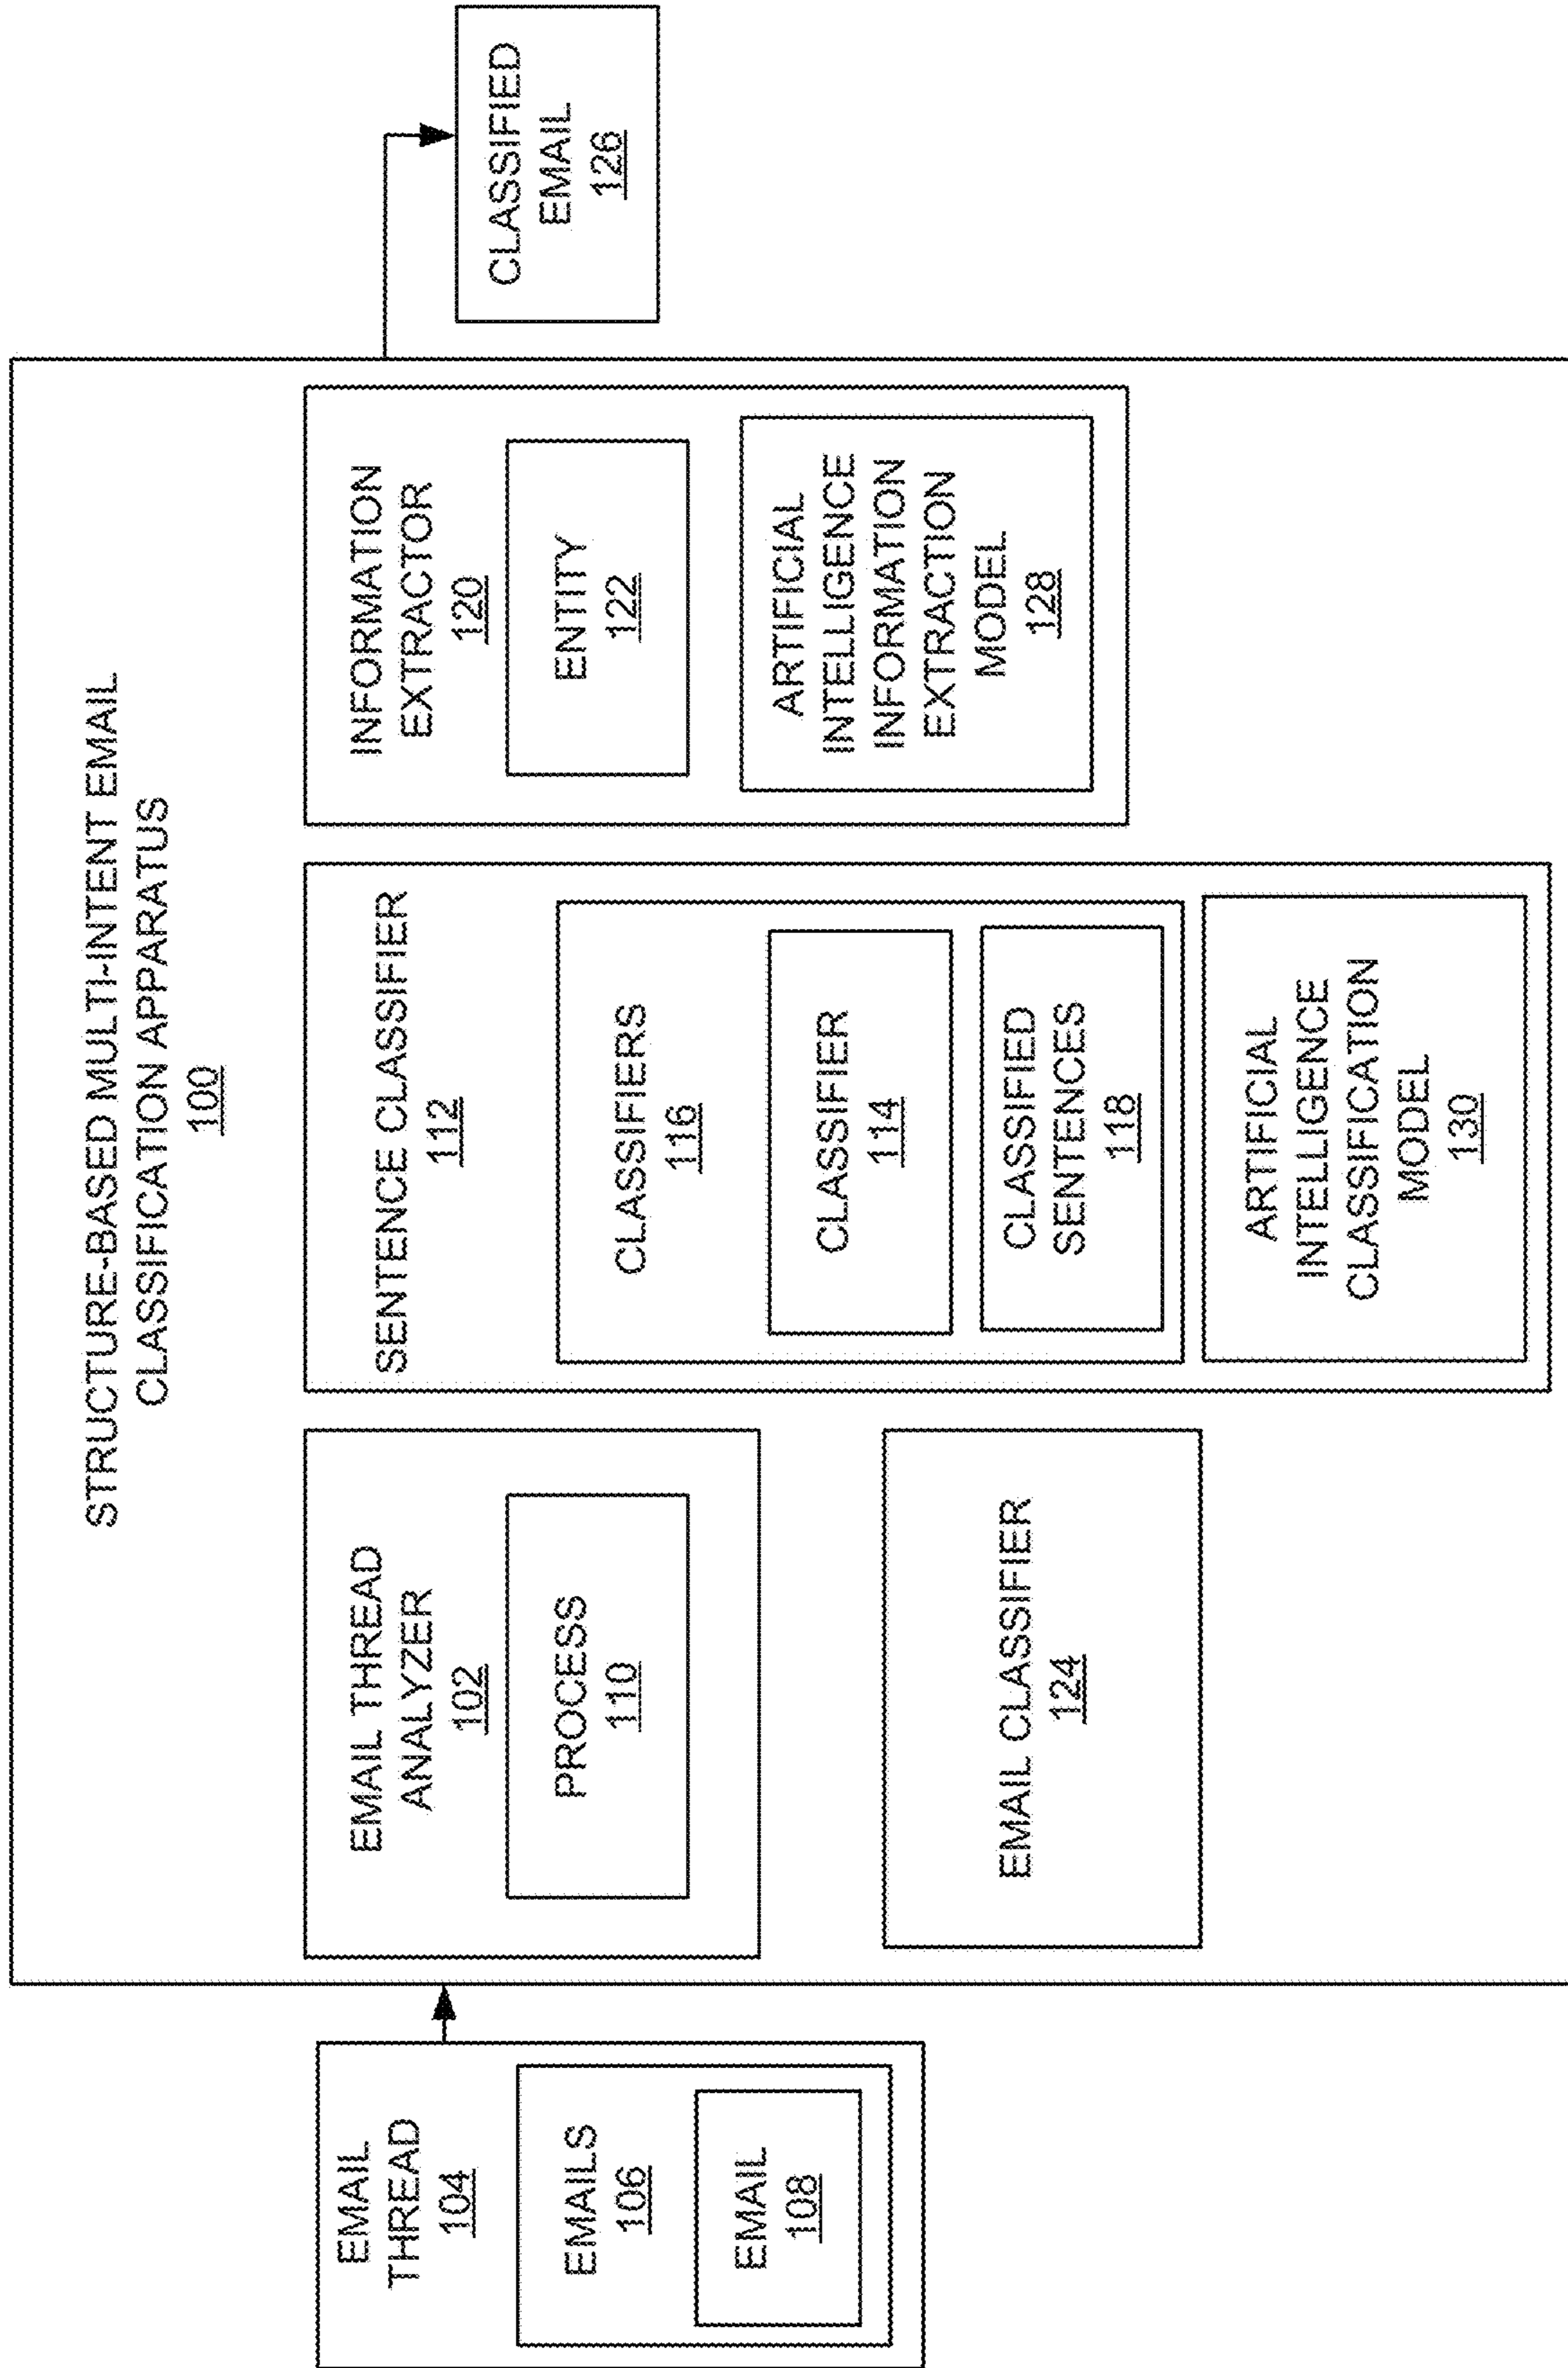 STRUCTURE-BASED MULTI-INTENT EMAIL
CLASSIFICATION APPARATUS
100
EMAIL
THREAD
104
EMAILS
106
EMAIL
108
EMAIL THREAD
ANALYZER
102
PROCESS
110
EMAIL CLASSIFIER
124
SENTENCE CLASSIFIER
112
CLASSIFIERS
116
CLASSIFIER
114
CLASSIFIED
SENTENCES
118
ARTIFICIAL
INTELLIGENCE
CLASSIFICATION
MODEL
130
INFORMATION
EXTRACTOR
120
ENTITY
122
ARTIFICIAL
INTELLIGENCE
INFORMATION
EXTRACTION
MODEL
128
CLASSIFIED
EMAIL
126